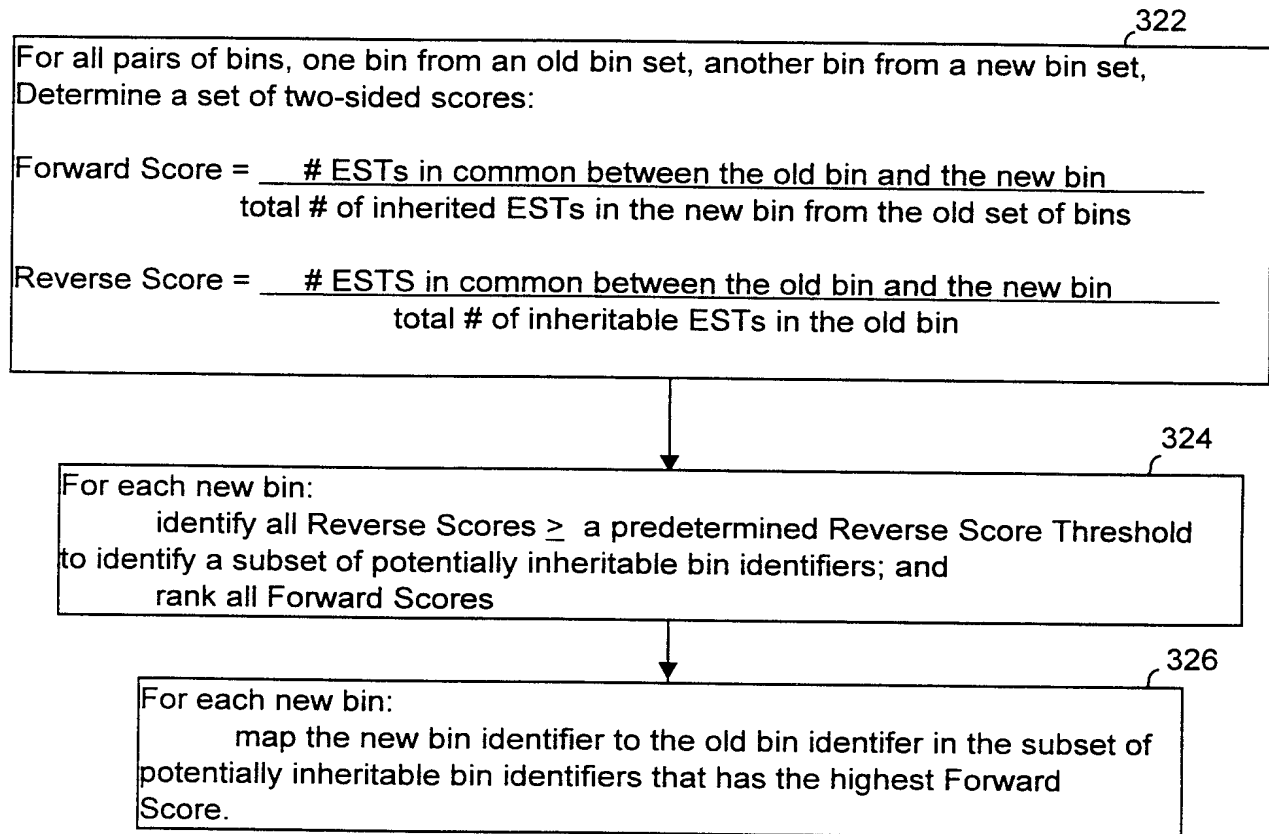 322
For all pairs of bins, one bin from an old bin set, another bin from a new bin set,
Determine a set of two-sided scores:
Forward Score = # ESTs in common between the old bin and the new bin
total # of inherited ESTs in the new bin from the old set of bins
Reverse Score = # ESTS in common between the old bin and the new bin
total # of inheritable ESTs in the old bin
324
For each new bin:
identify all Reverse Scores ≥ a predetermined Reverse Score Threshold
to identify a subset of potentially inheritable bin identifiers; and
rank all Forward Scores
326
For each new bin:
map the new bin identifier to the old bin identifer in the subset of
potentially inheritable bin identifiers that has the highest Forward
Score.